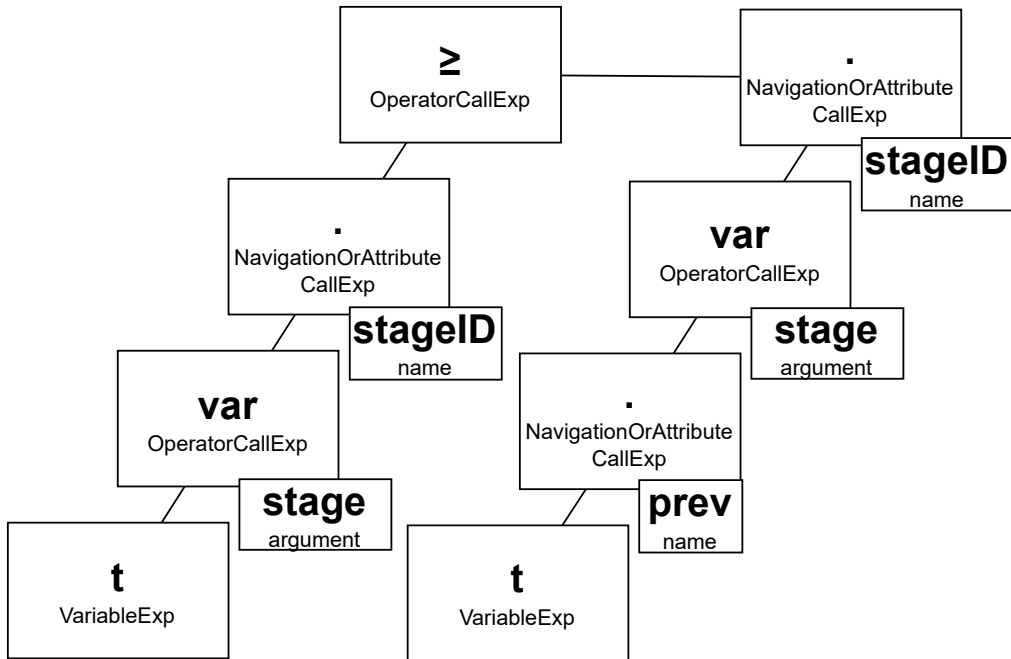 ≥
OperatorCallExp
.
NavigationOrAttribute
CallExp
stageID
name
.
NavigationOrAttribute
CallExp
stageID
name
var
OperatorCallExp
stage
argument
var
OperatorCallExp
stage
argument
.
NavigationOrAttribute
CallExp
prev
name
t
VariableExp
t
VariableExp